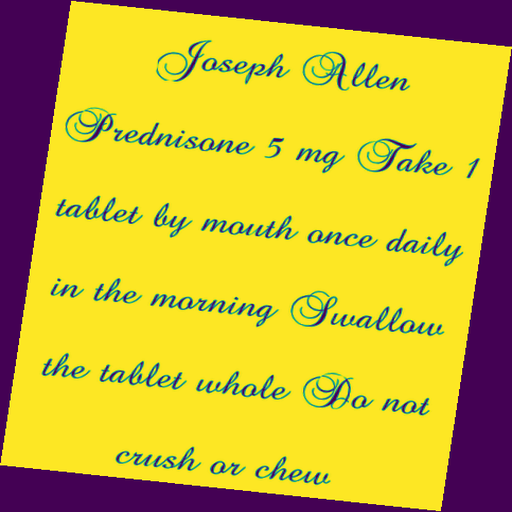 Joseph Allen
Prednisone 5 mg Take 1
tablet by mouth once daily
in the morning Swallow
the tablet whole Do not
crush or chew